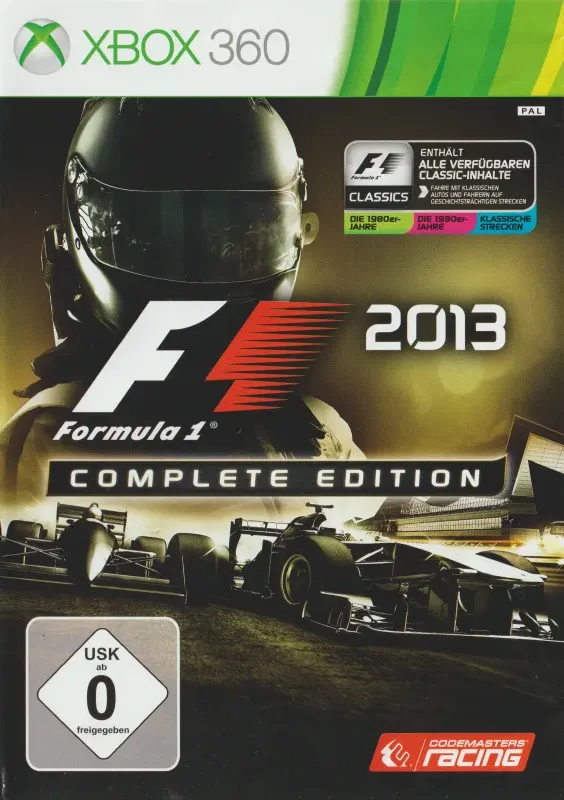 XBOX 360
PAL
F1
Formula 1
CLASSICS
ENTHÄLT
ALLE VERFÜGBAREN
CLASSIC-INHALTE
FAHRE MIT KLASSISCHEN
AUTOS UND FAHRERN AUF
GESCHICHTSTRÄCHTIGEN STRECKEN
DIE 1980er-
JAHRE
DIE 1990er-
JAHRE
KLASSISCHE
STRECKEN
F1 2013
Formula 1®
COMPLETE EDITION
USK
ab
0
freigegeben
CODEMASTERS
racing